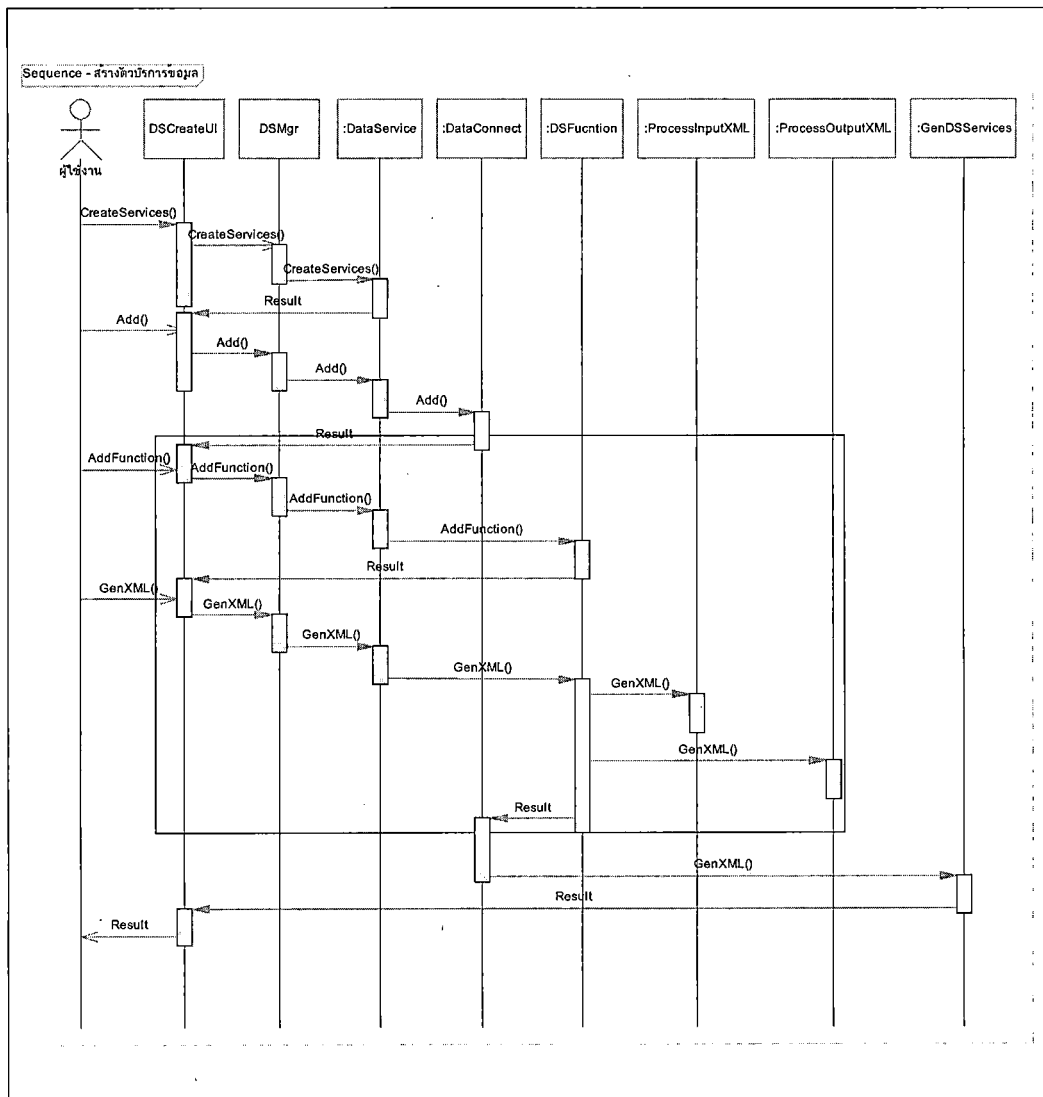 Sequence - สร้างตัวบริการข้อมูล
DSCreateUI
DSMgr
:DataService
:DataConnect
:DSFucntion
:ProcessInputXML
:ProcessOutputXML
:GenDSServices
ผู้ใช้งาน
CreateServices()
CreateServices()
CreateServices()
Result
Add()
Add()
Add()
Add()
Result
AddFunction()
AddFunction()
AddFunction()
AddFunction()
Result
GenXML()
GenXML()
GenXML()
GenXML()
GenXML()
GenXML()
Result
GenXML()
Result
Result